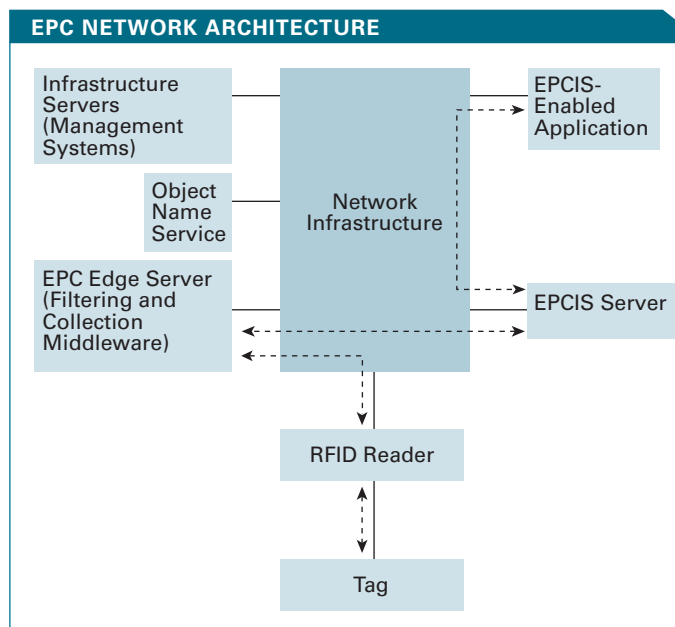 EPC NETWORK ARCHITECTURE
Infrastructure
Servers
(Management
Systems)
EPCIS-
Enabled
Application
Object
Name
Service
Network
Infrastructure
EPC Edge Server
(Filtering and
Collection
Middleware)
EPCIS Server
RFID Reader
Tag